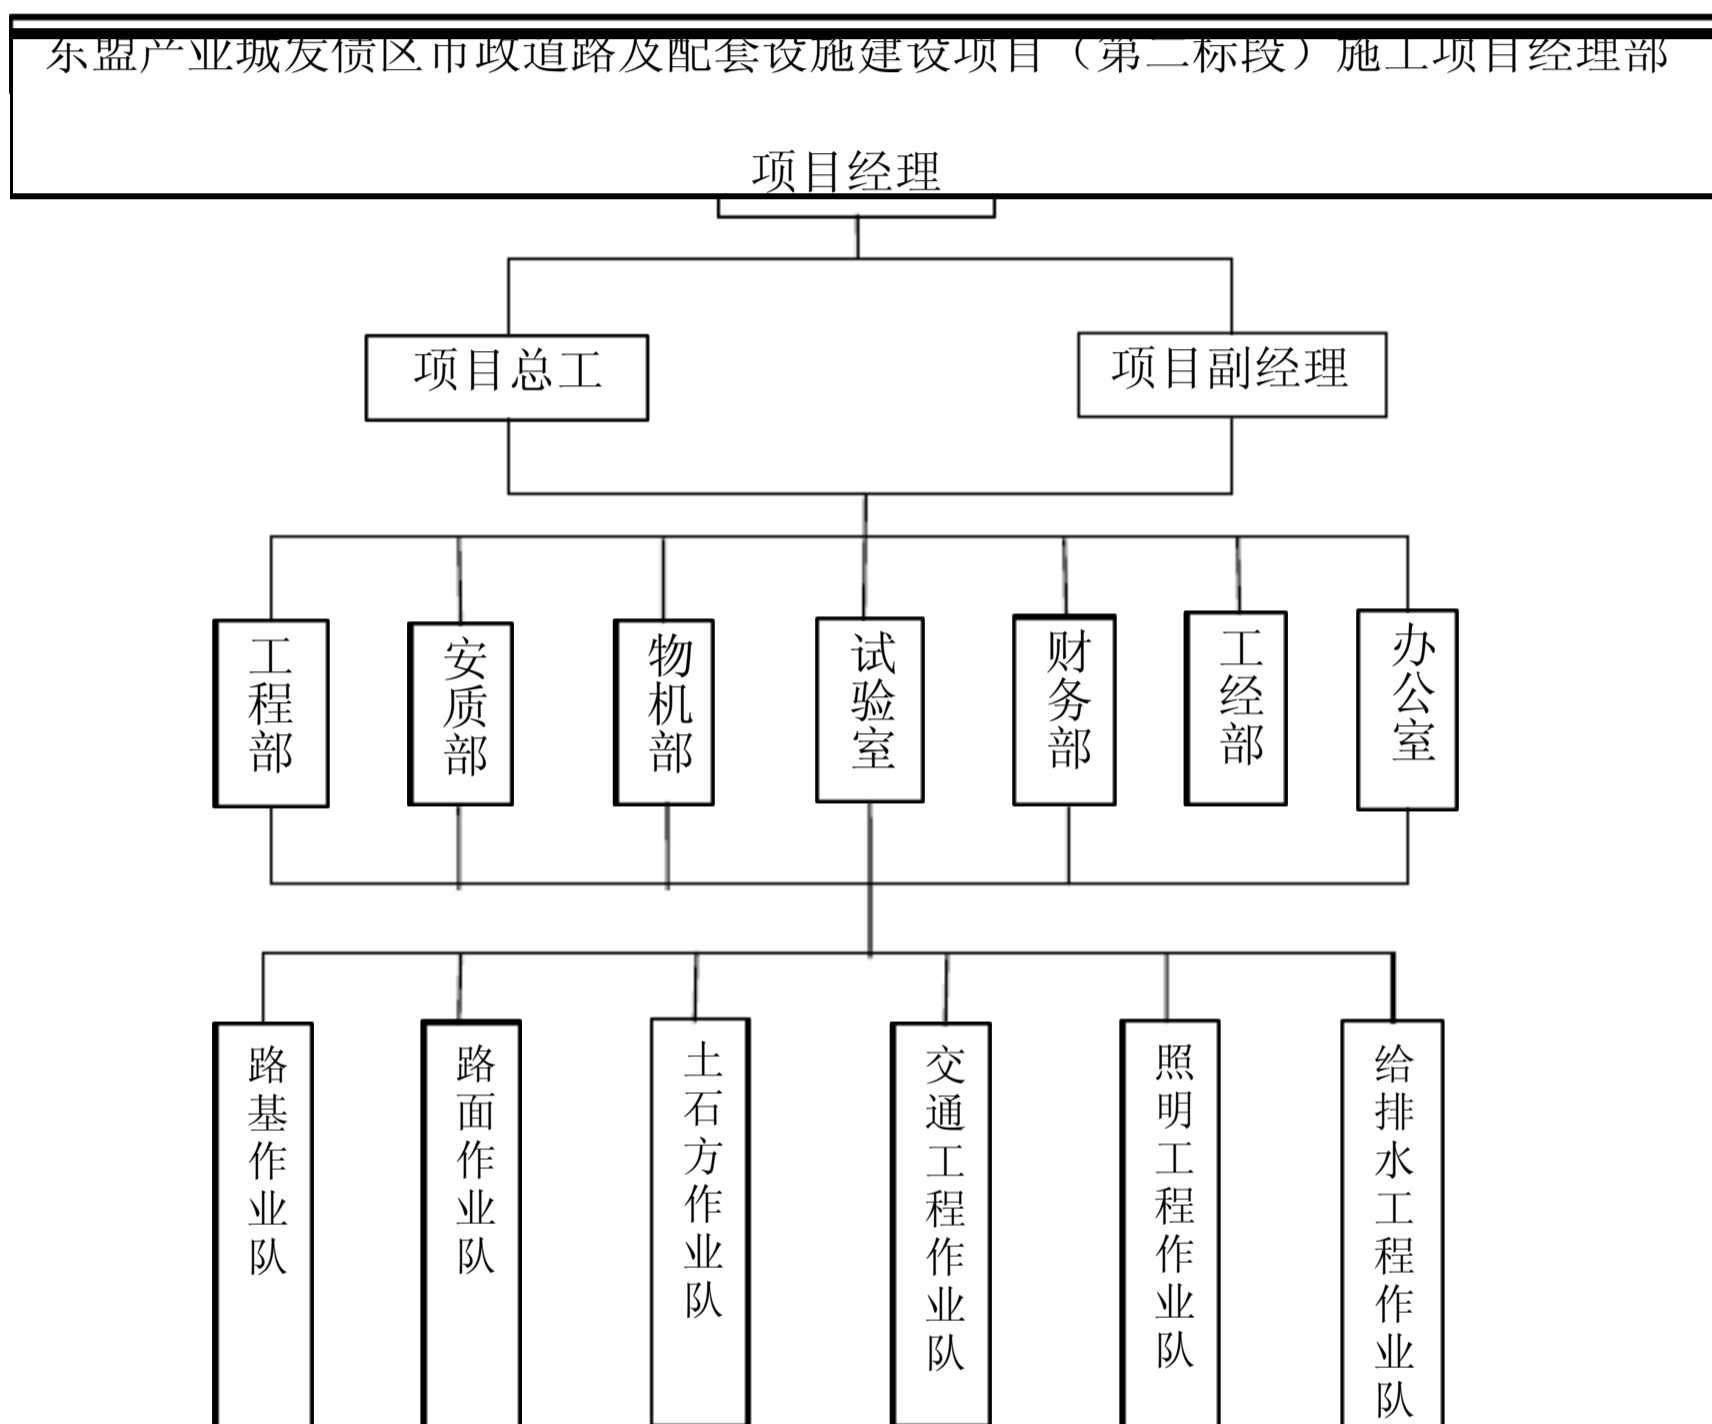 东盟产业城发债区市政道路及配套设施建设项目（第二标段）施工项目经理部
项目经理
项目总工
项目副经理
工程部
安质部
物机部
试验室
财务部
工经部
办公室
路基作业队
路面作业队
土石方作业队
交通工程作业队
照明工程作业队
给排水工程作业队